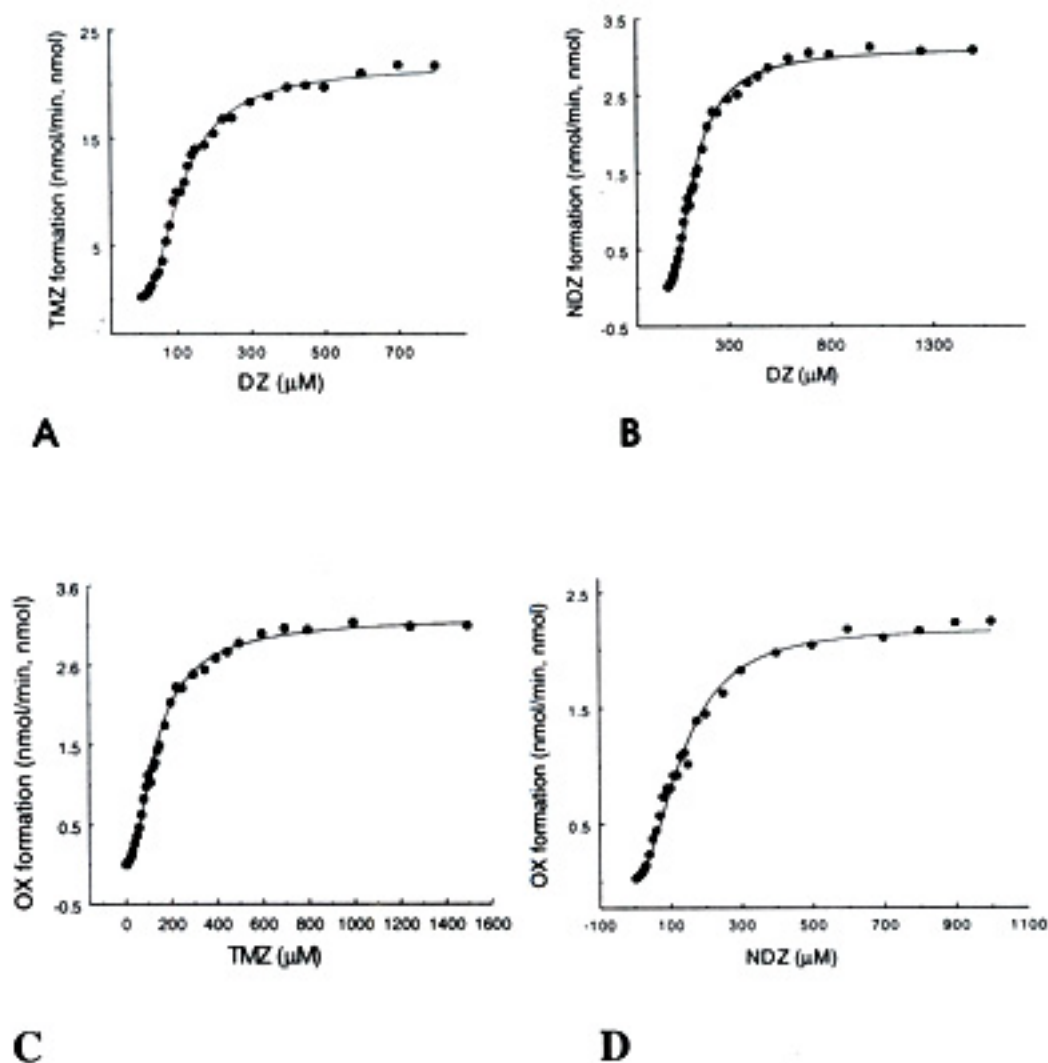 TMZ formation (nmol/min, nmol)
25
15
5
100 300 500 700
DZ (µM)
A
NDZ formation (nmol/min, nmol)
3.5
2.5
1.5
0.5
-0.5
300 800 1300
DZ (µM)
B
OX formation (nmol/min, nmol)
3.6
2.6
1.5
0.5
-0.5
0 200 400 600 800 1000 1200 1400 1600
TMZ (µM)
C
OX formation (nmol/min, nmol)
2.5
1.5
0.5
-100 100 300 500 700 900 1100
NDZ (µM)
D